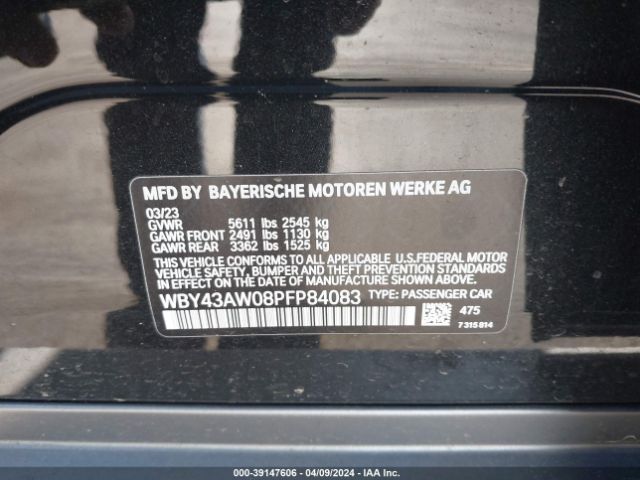 MFD BY BAYERISCHE MOTOREN WERKE AG
03/23
GVWR 5611 lbs 2545 kg
GAWR FRONT 2491 lbs 1130 kg
GAWR REAR 3362 lbs 1525 kg
THIS VEHICLE CONFORMS TO ALL APPLICABLE U.S.FEDERAL MOTOR
VEHICLE SAFETY, BUMPER, AND THEFT PREVENTION STANDARDS
IN EFFECT ON THE DATE OF MANUFACTURE SHOWN ABOVE.
WBY43AW08PFP84083 TYPE: PASSENGER CAR
475
7315814
000-39147606 / 04/09/2024 / IAA Inc.